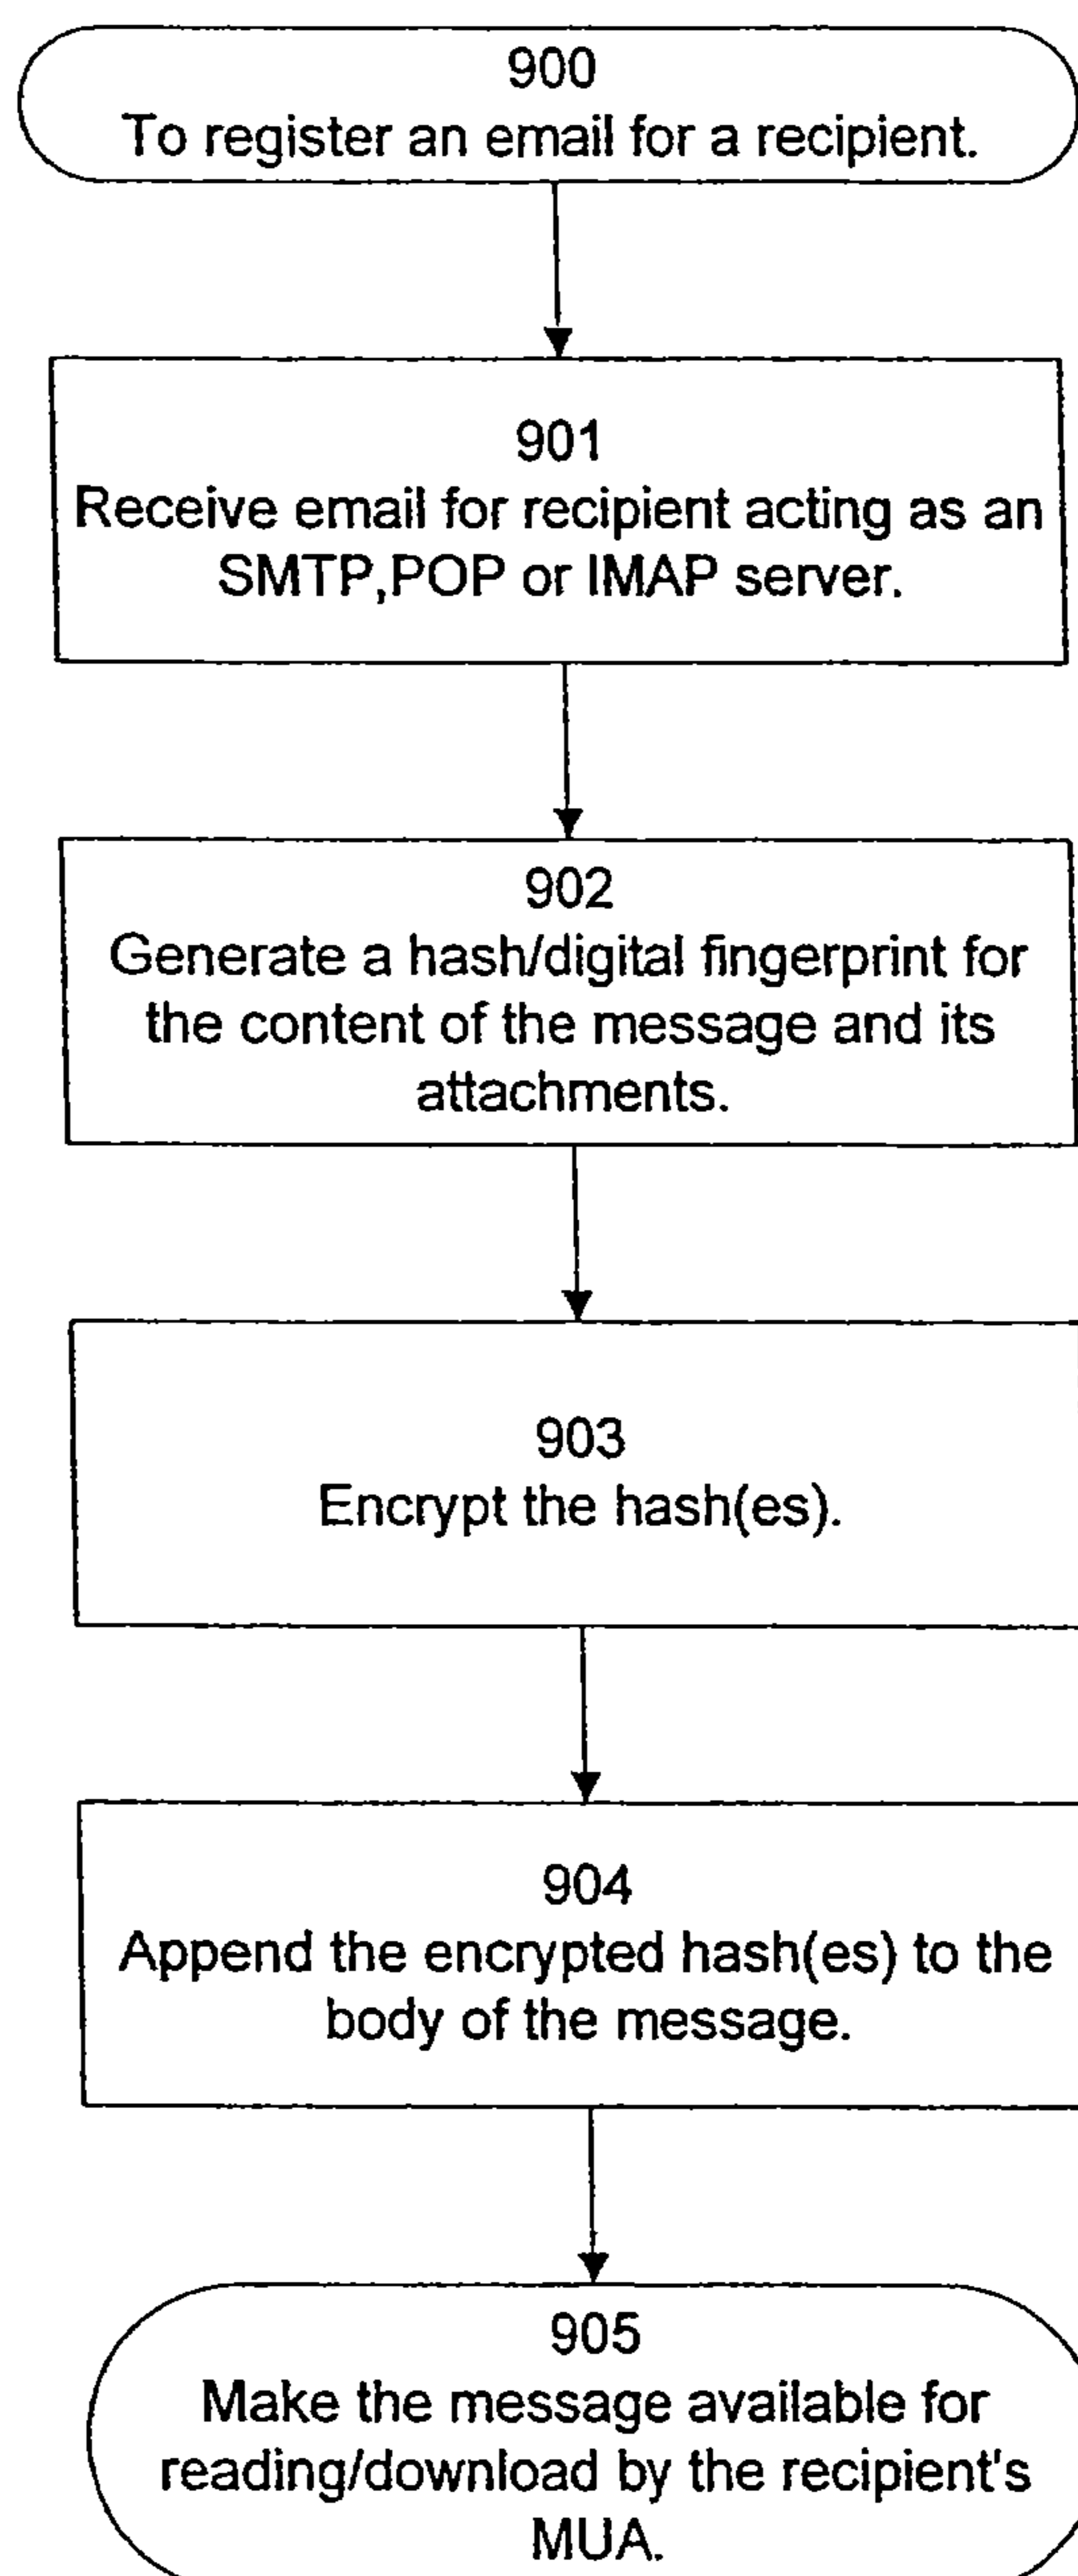 900
To register an email for a recipient.
901
Receive email for recipient acting as an
SMTP,POP or IMAP server.
902
Generate a hash/digital fingerprint for
the content of the message and its
attachments.
903
Encrypt the hash(es).
904
Append the encrypted hash(es) to the
body of the message.
905
Make the message available for
reading/download by the recipient's
MUA.